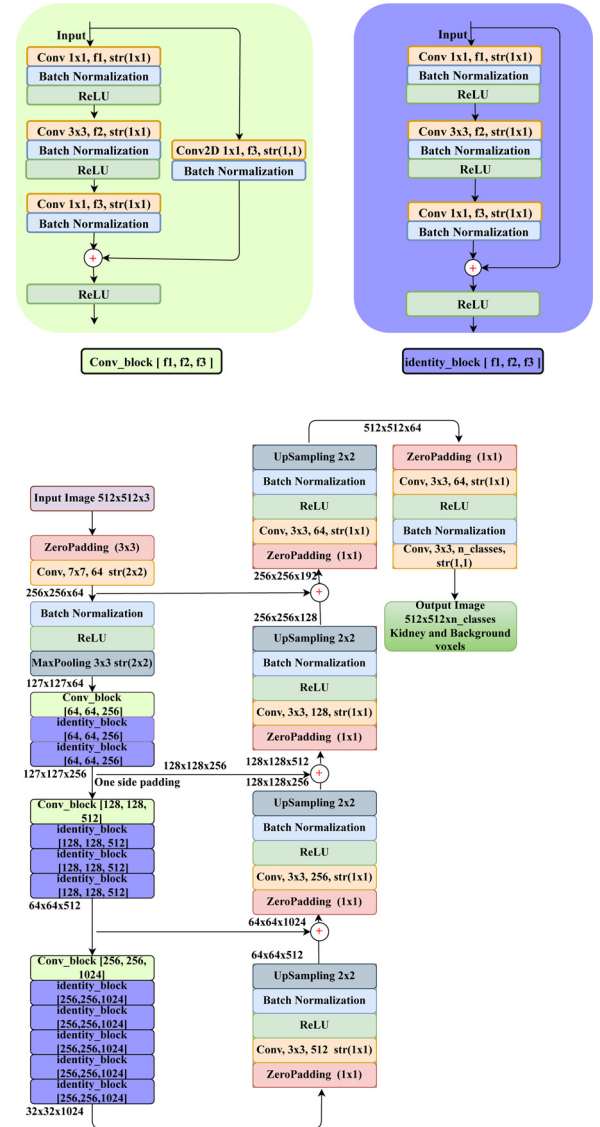 Input
Conv 1x1, f1, str(1x1)
Batch Normalization
ReLU
Conv 3x3, f2, str(1x1)
Batch Normalization
ReLU
Conv 1x1, f3, str(1x1)
Batch Normalization
Conv2D 1x1, f3, str(1,1)
Batch Normalization
+
ReLU
Conv_block [ f1, f2, f3 ]
Input
Conv 1x1, f1, str(1x1)
Batch Normalization
ReLU
Conv 3x3, f2, str(1x1)
Batch Normalization
ReLU
Conv 1x1, f3, str(1x1)
Batch Normalization
+
ReLU
identity_block [ f1, f2, f3 ]
Input Image 512x512x3
ZeroPadding (3x3)
Conv, 7x7, 64 str(2x2)
256x256x64
Batch Normalization
ReLU
MaxPooling 3x3 str(2x2)
127x127x64
Conv_block
[64, 64, 256]
identity_block
[64, 64, 256]
identity_block
[64, 64, 256]
127x127x256
One side padding
128x128x256
Conv_block [128, 128,
512]
identity_block
[128, 128, 512]
identity_block
[128, 128, 512]
identity_block
[128, 128, 512]
64x64x512
Conv_block [256, 256,
1024]
identity_block
[256,256,1024]
identity_block
[256,256,1024]
identity_block
[256,256,1024]
identity_block
[256,256,1024]
identity_block
[256,256,1024]
32x32x1024
512x512x64
UpSampling 2x2
Batch Normalization
ReLU
Conv, 3x3, 64, str(1x1)
ZeroPadding (1x1)
256x256x192
+
256x256x128
UpSampling 2x2
Batch Normalization
ReLU
Conv, 3x3, 128, str(1x1)
ZeroPadding (1x1)
128x128x512
+
128x128x256
UpSampling 2x2
Batch Normalization
ReLU
Conv, 3x3, 256, str(1x1)
ZeroPadding (1x1)
64x64x1024
+
64x64x512
UpSampling 2x2
Batch Normalization
ReLU
Conv, 3x3, 512 str(1x1)
ZeroPadding (1x1)
ZeroPadding (1x1)
Conv, 3x3, 64, str(1x1)
ReLU
Batch Normalization
Conv, 3x3, n_classes,
str(1,1)
Output Image
512x512xn_classes
Kidney and Background
voxels